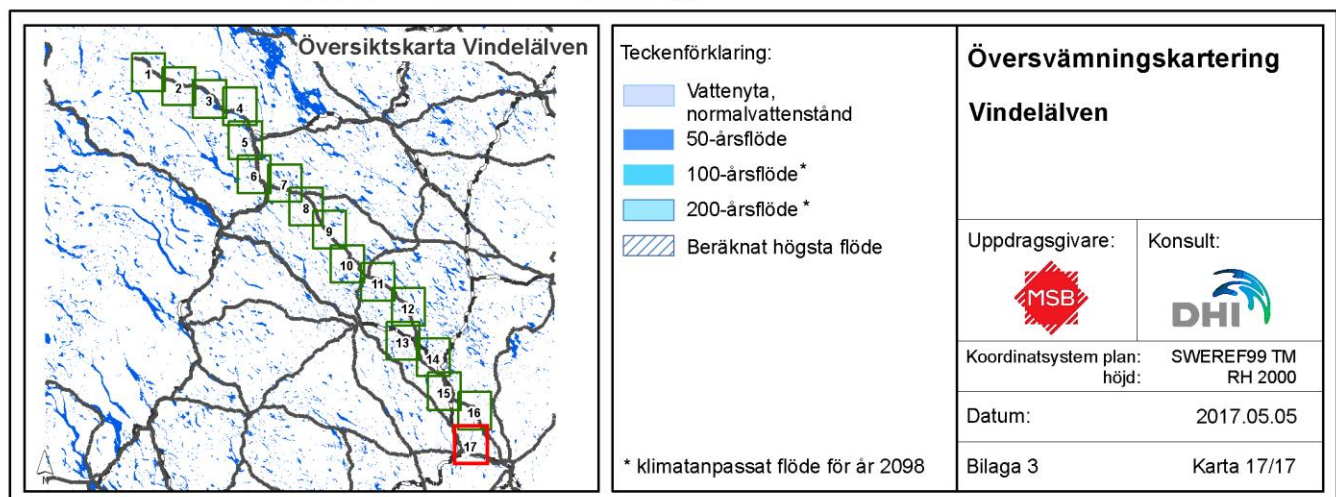 Översiktskarta Vindelälven
1
2
3
4
5
6
7
8
9
10
11
12
13
14
15
16
17
N
Teckenförklaring:
Vattenyta,
normalvattenstånd
50-årsflöde
100-årsflöde*
200-årsflöde *
Beräknat högsta flöde
* klimatanpassat flöde för år 2098
Översvämningskartering
Vindelälven
Uppdragsgivare:
MSB
Konsult:
DHI
Koordinatsystem plan: SWEREF99 TM
höjd: RH 2000
Datum: 2017.05.05
Bilaga 3 Karta 17/17